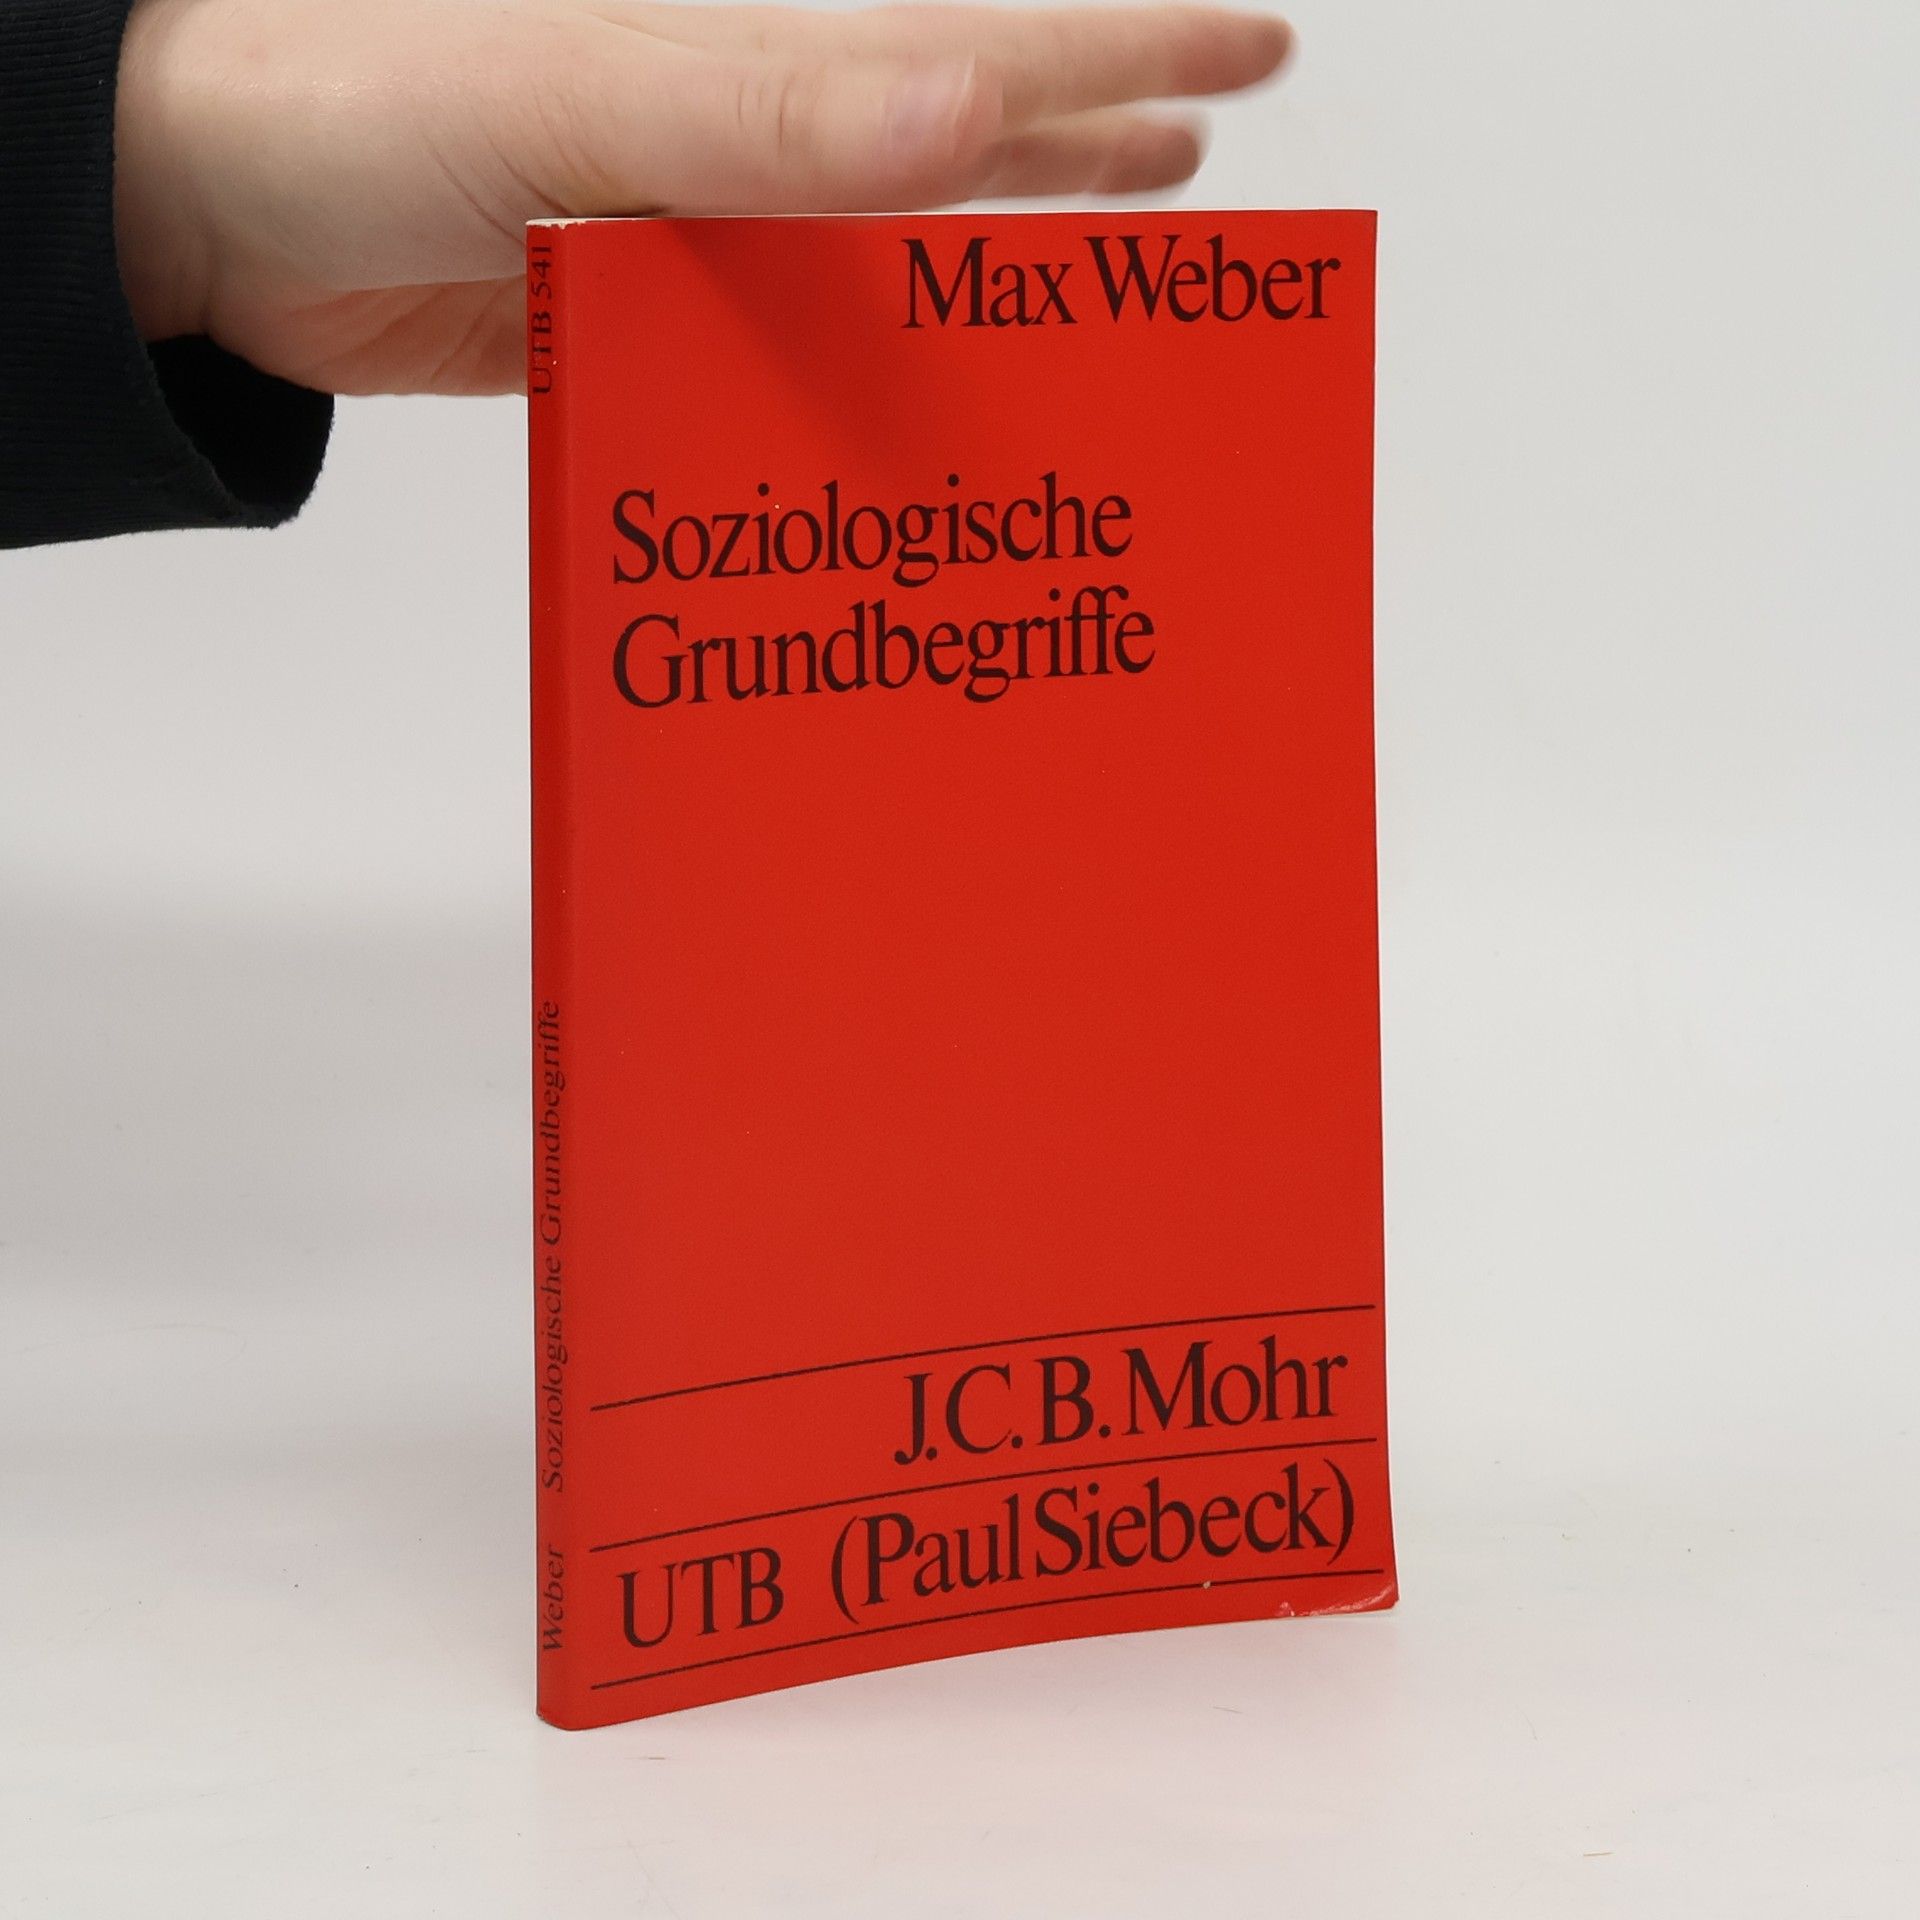 Max Weber
Soziologische
Grundbegriffe
J.C.B. Mohr
UTB (Paul Siebeck)
UTB 541
Weber Soziologische Grundbegriffe